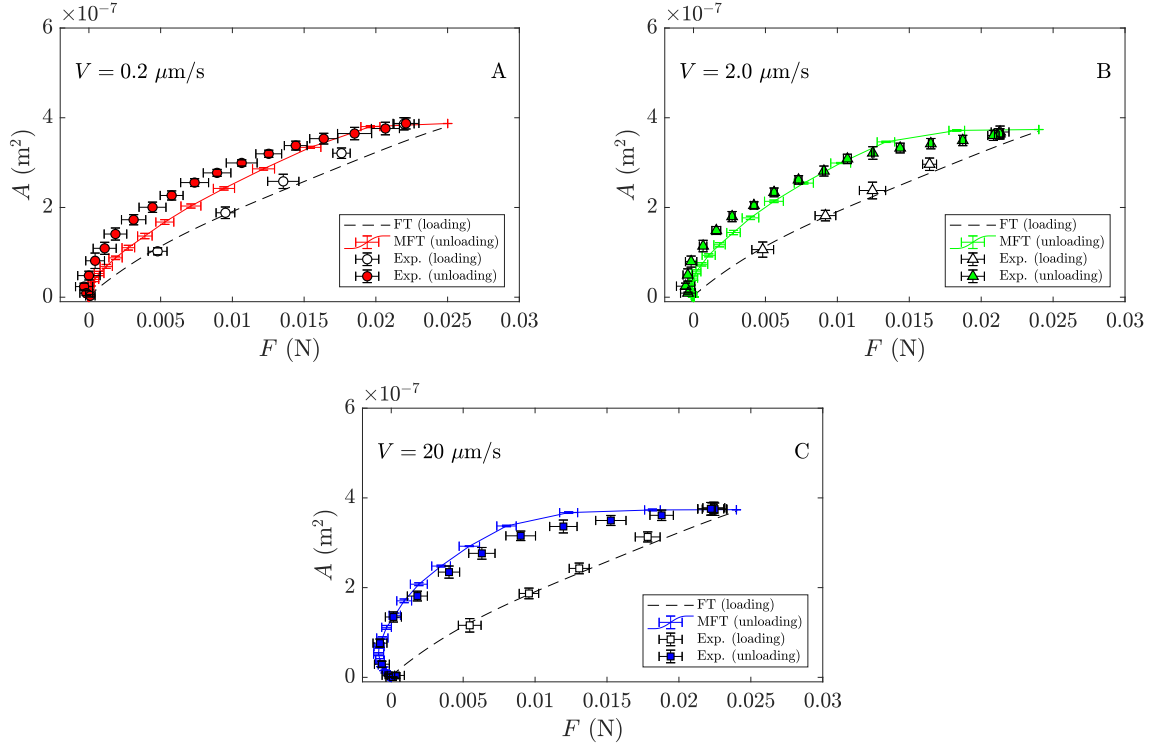 ×10⁻⁷
V = 0.2 μm/s
A
6
4
2
0
A (m²)
0
0.005
0.01
0.015
0.02
0.025
0.03
F (N)
FT (loading)
MFT (unloading)
Exp. (loading)
Exp. (unloading)
×10⁻⁷
V = 2.0 μm/s
B
6
4
2
0
A (m²)
0
0.005
0.01
0.015
0.02
0.025
0.03
F (N)
FT (loading)
MFT (unloading)
Exp. (loading)
Exp. (unloading)
×10⁻⁷
V = 20 μm/s
C
6
4
2
0
A (m²)
0
0.005
0.01
0.015
0.02
0.025
0.03
F (N)
FT (loading)
MFT (unloading)
Exp. (loading)
Exp. (unloading)